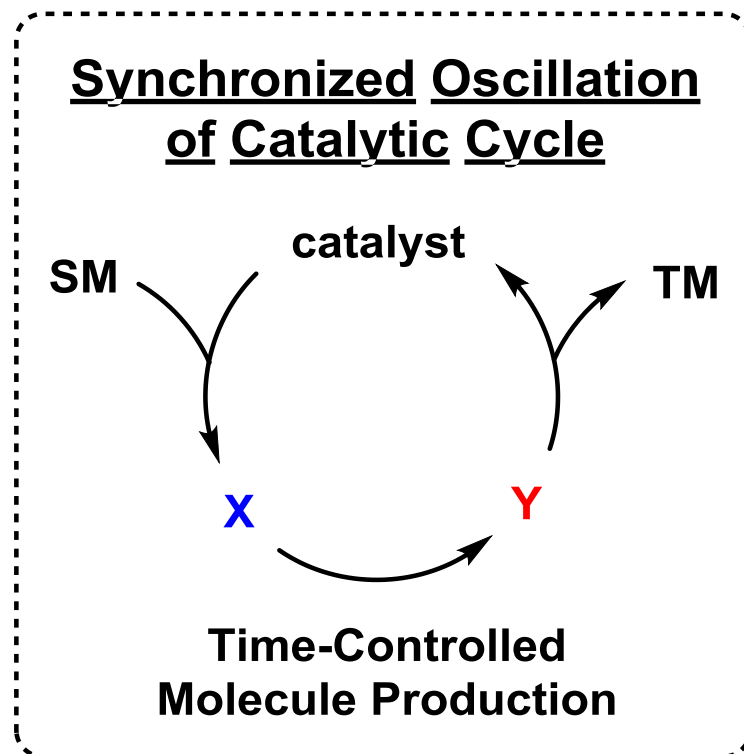 Synchronized Oscillation
of Catalytic Cycle
catalyst
SM
TM
X
Y
Time-Controlled
Molecule Production